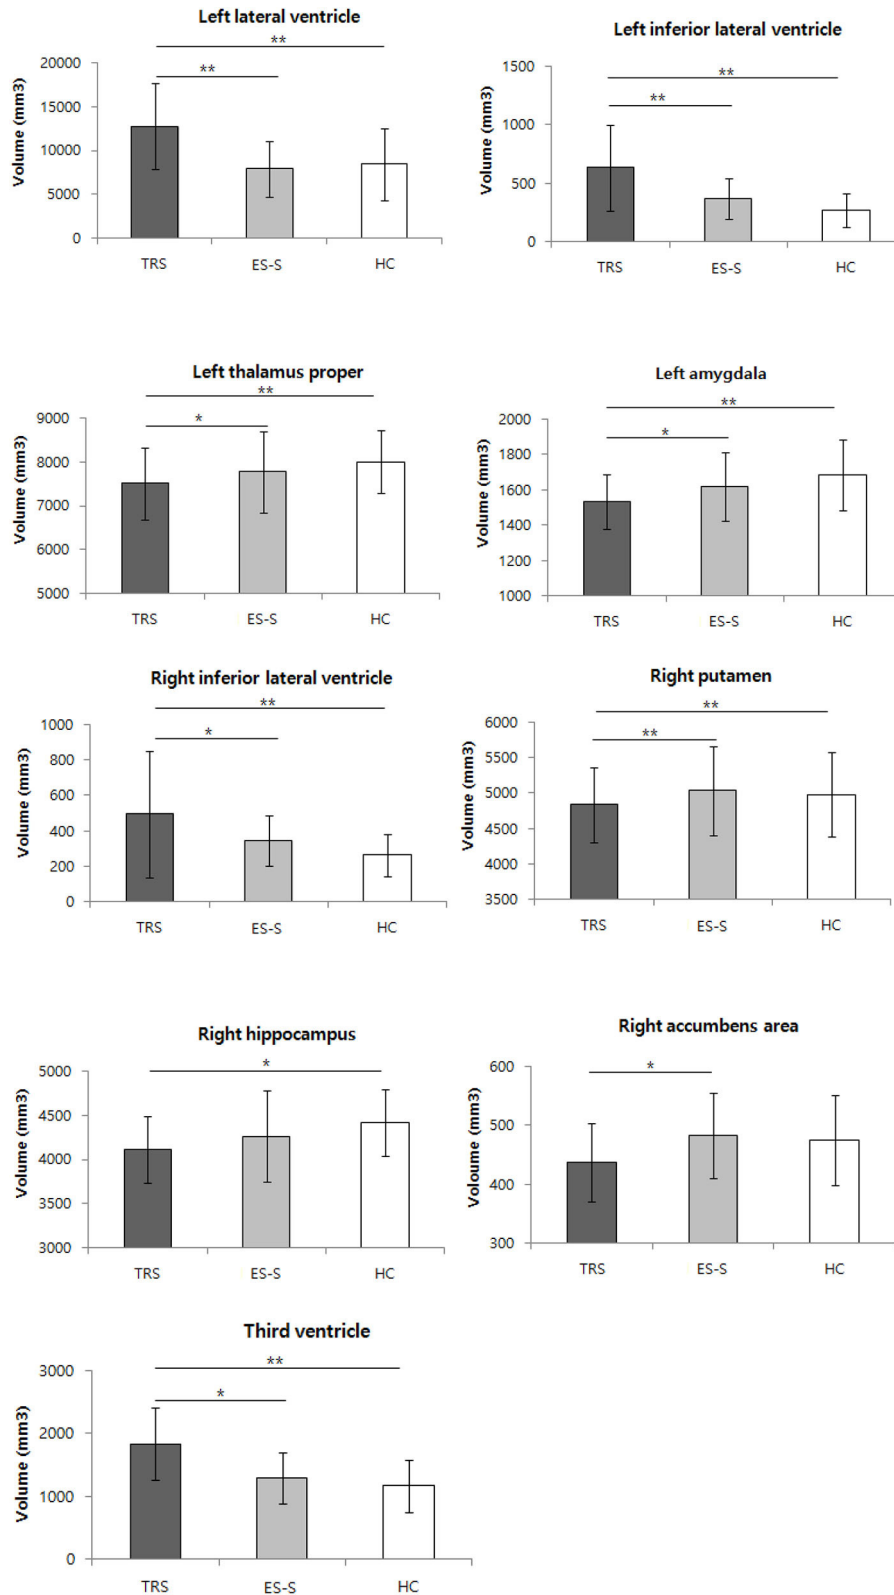 Left lateral ventricle
**
**
Volume (mm3)
20000
15000
10000
5000
0
TRS ES-S HC
Left inferior lateral ventricle
**
**
Volume (mm3)
1500
1000
500
0
TRS ES-S HC
Left thalamus proper
**
*
Volume (mm3)
9000
8000
7000
6000
5000
TRS ES-S HC
Left amygdala
**
*
Volume (mm3)
2000
1800
1600
1400
1200
1000
TRS ES-S HC
Right inferior lateral ventricle
**
*
Volume (mm3)
1000
800
600
400
200
0
TRS ES-S HC
Right putamen
**
**
Volume (mm3)
6000
5500
5000
4500
4000
3500
TRS ES-S HC
Right hippocampus
*
Volume (mm3)
5000
4500
4000
3500
3000
TRS ES-S HC
Right accumbens area
*
Voloume (mm3)
600
500
400
300
TRS ES-S HC
Third ventricle
**
*
Volume (mm3)
3000
2000
1000
0
TRS ES-S HC